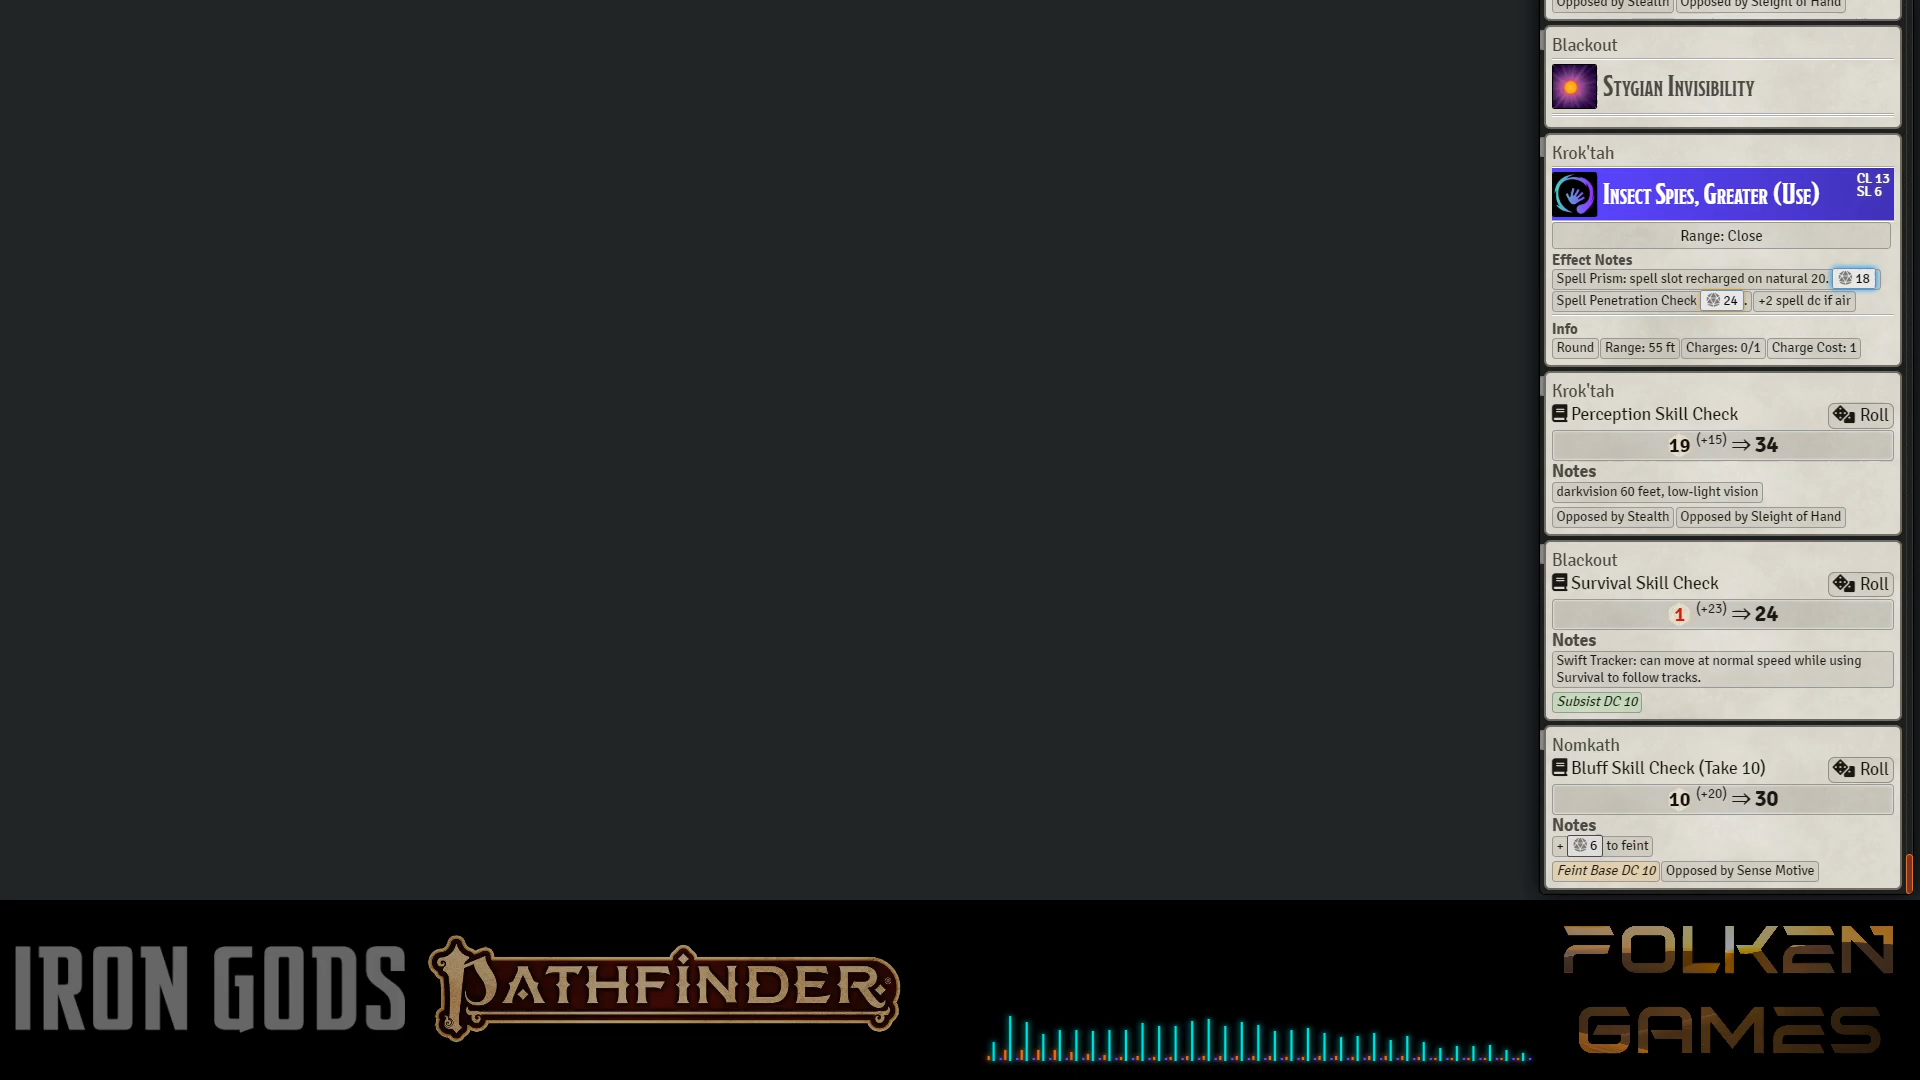 Opposed by Stealth Opposed by Sleight of Hand
Blackout
Stygian Invisibility
Krok'tah
Insect Spies, Greater (Use)
CL 13
SL 6
Range: Close
Effect Notes
Spell Prism: spell slot recharged on natural 20. 18
Spell Penetration Check 24 . +2 spell dc if air
Info
Round Range: 55 ft Charges: 0/1 Charge Cost: 1
Krok'tah
Perception Skill Check Roll
19 (+15) ⇒ 34
Notes
darkvision 60 feet, low-light vision
Opposed by Stealth Opposed by Sleight of Hand
Blackout
Survival Skill Check Roll
1 (+23) ⇒ 24
Notes
Swift Tracker: can move at normal speed while using
Survival to follow tracks.
Subsist DC 10
Nomkath
Bluff Skill Check (Take 10) Roll
10 (+20) ⇒ 30
Notes
+ 6 to feint
Feint Base DC 10 Opposed by Sense Motive
IRON GODS
PATHFINDER®
FOLKEN
GAMES